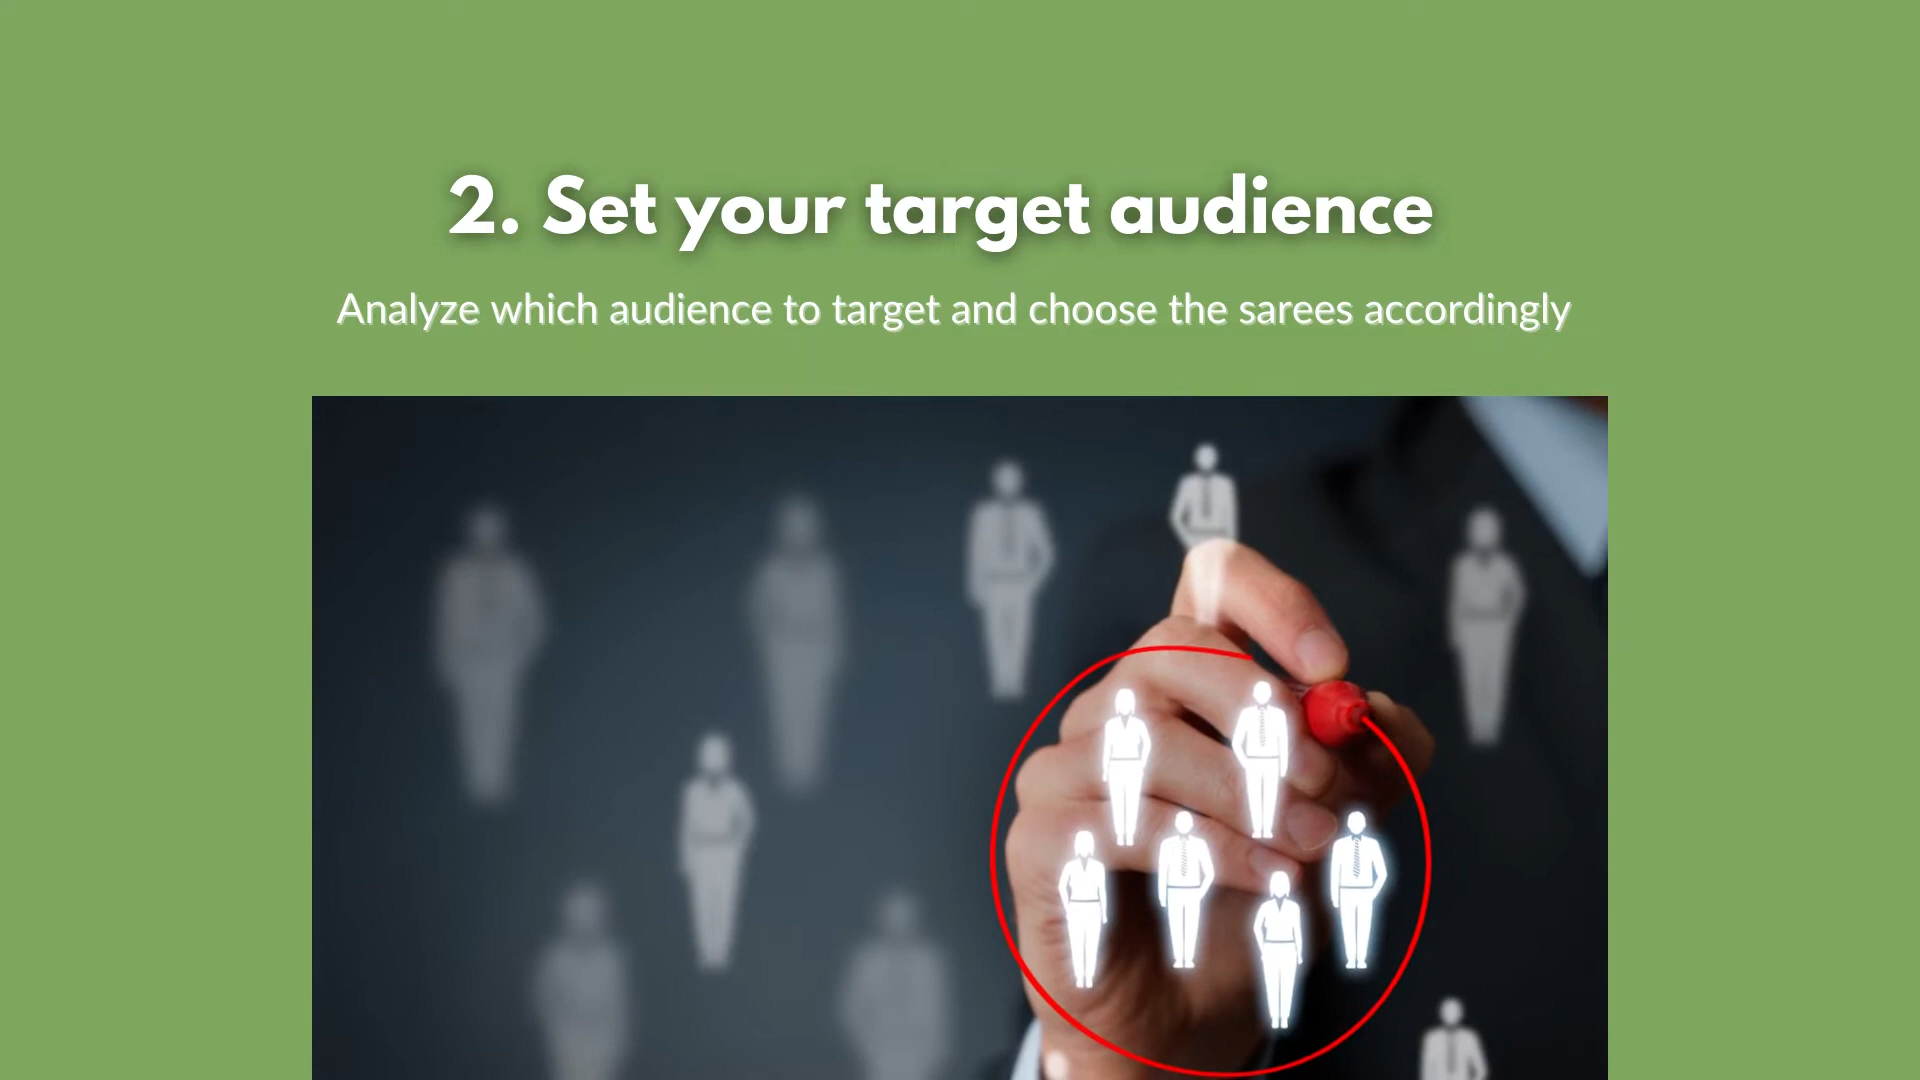 2. Set your target audience
Analyze which audience to target and choose the sarees accordingly